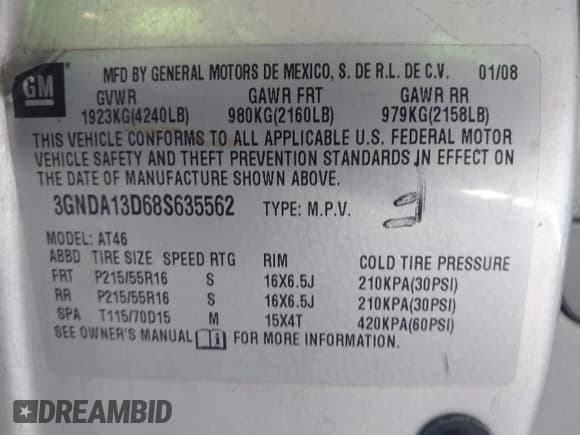 GM
MFD BY GENERAL MOTORS DE MEXICO, S. DE R.L. DE C.V. 01/08
GVWR GAWR FRT GAWR RR
1923KG(4240LB) 980KG(2160LB) 979KG(2158LB)
THIS VEHICLE CONFORMS TO ALL APPLICABLE U.S. FEDERAL MOTOR
VEHICLE SAFETY AND THEFT PREVENTION STANDARDS IN EFFECT ON
THE DATE OF MANUFACTURE SHOWN ABOVE.
3GNDA13D68S635562 TYPE: M.P.V.
MODEL: AT46
ABBD TIRE SIZE SPEED RTG RIM COLD TIRE PRESSURE
FRT P215/55R16 S 16X6.5J 210KPA(30PSI)
RR P215/55R16 S 16X6.5J 210KPA(30PSI)
SPA T115/70D15 M 15X4T 420KPA(60PSI)
SEE OWNER'S MANUAL FOR MORE INFORMATION.
DREAMBID